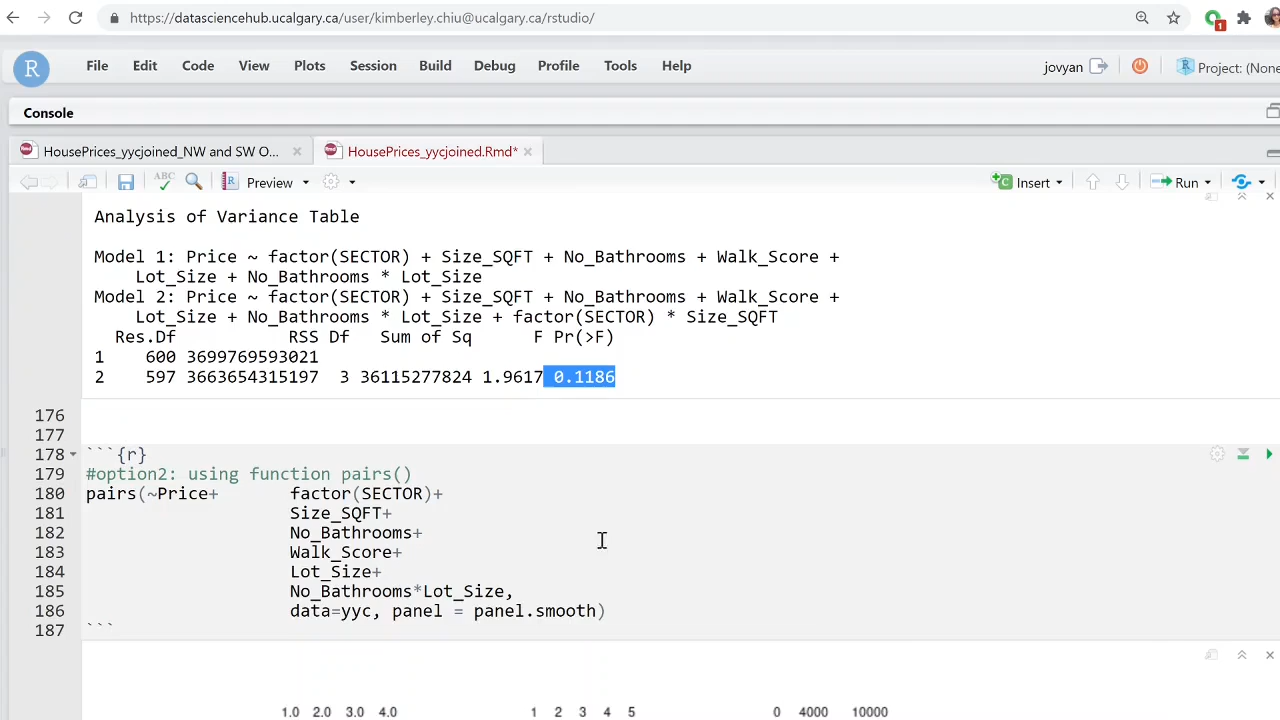 https://datasciencehub.ucalgary.ca/user/kimberley.chiu@ucalgary.ca/rstudio/
1
R File Edit Code View Plots Session Build Debug Profile Tools Help jovyan R Project: (None
Console
Rmd HousePrices_yycjoined_NW and SW O... × Rmd HousePrices_yycjoined.Rmd* ×
ABC R Preview C Insert Run
Analysis of Variance Table
Model 1: Price ~ factor(SECTOR) + Size_SQFT + No_Bathrooms + Walk_Score +
Lot_Size + No_Bathrooms * Lot_Size
Model 2: Price ~ factor(SECTOR) + Size_SQFT + No_Bathrooms + Walk_Score +
Lot_Size + No_Bathrooms * Lot_Size + factor(SECTOR) * Size_SQFT
Res.Df RSS Df Sum of Sq F Pr(>F)
1 600 3699769593021
2 597 3663654315197 3 36115277824 1.9617 0.1186
176
177
178 ```{r}
179 #option2: using function pairs()
180 pairs(~Price+ factor(SECTOR)+
181 Size_SQFT+
182 No_Bathrooms+
183 Walk_Score+
184 Lot_Size+
185 No_Bathrooms*Lot_Size,
186 data=yyc, panel = panel.smooth)
187 ```
1.0 2.0 3.0 4.0 1 2 3 4 5 0 4000 10000